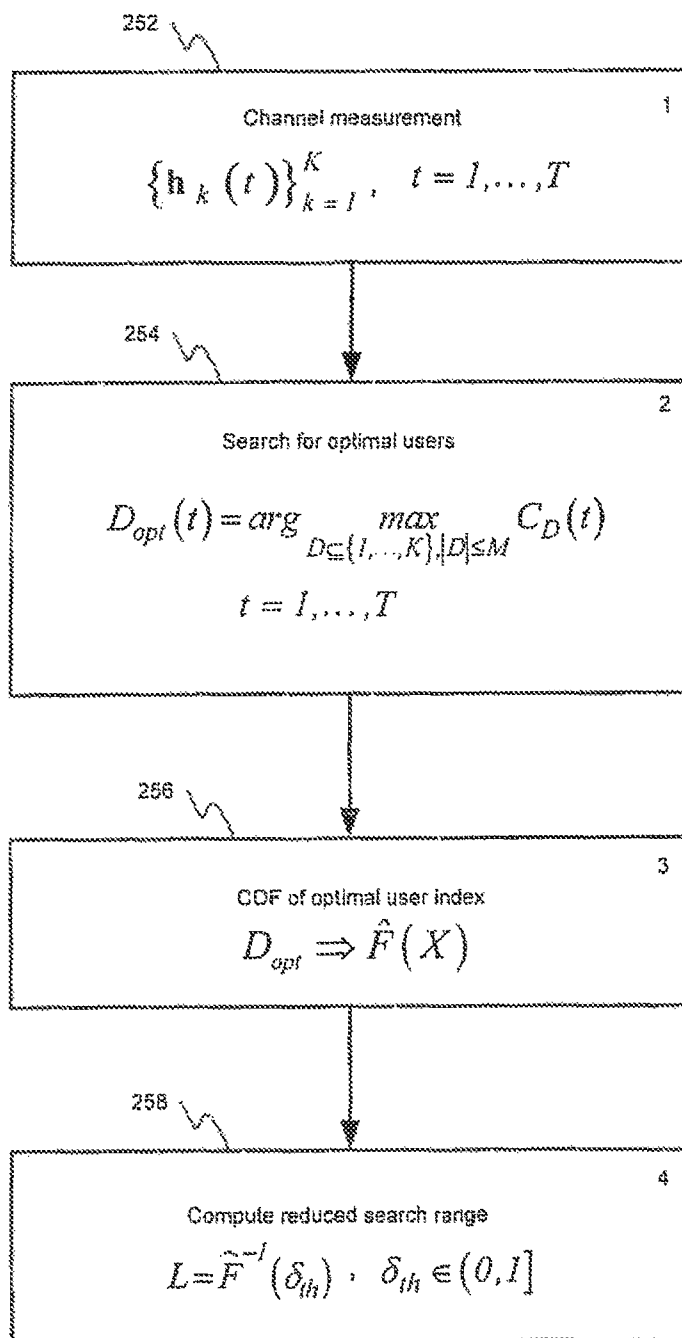 252
1
Channel measurement
{h_k(t)}_{k=1}^K, t = 1,…,T
254
2
Search for optimal users
D_opt(t) = arg max_{D⊆{1,…,K},|D|≤M} C_D(t)
t = 1,…,T
256
3
CDF of optimal user index
D_opt ⇒ F̂(X)
258
4
Compute reduced search range
L = F̂^{-1}(δ_th), δ_th ∈ (0,1]